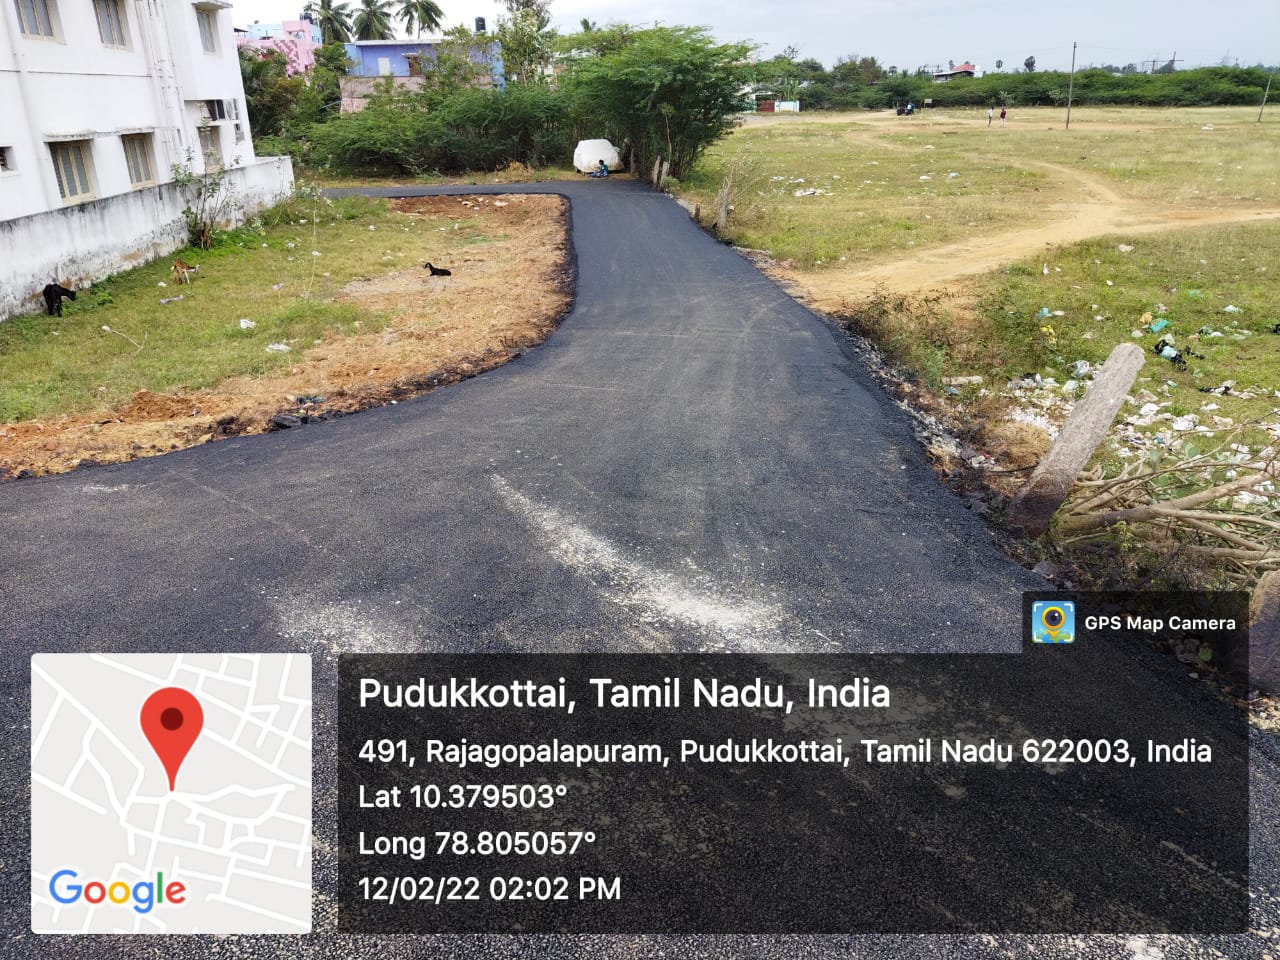 GPS Map Camera
Pudukkottai, Tamil Nadu, India
491, Rajagopalapuram, Pudukkottai, Tamil Nadu 622003, India
Lat 10.379503°
Long 78.805057°
12/02/22 02:02 PM
Google